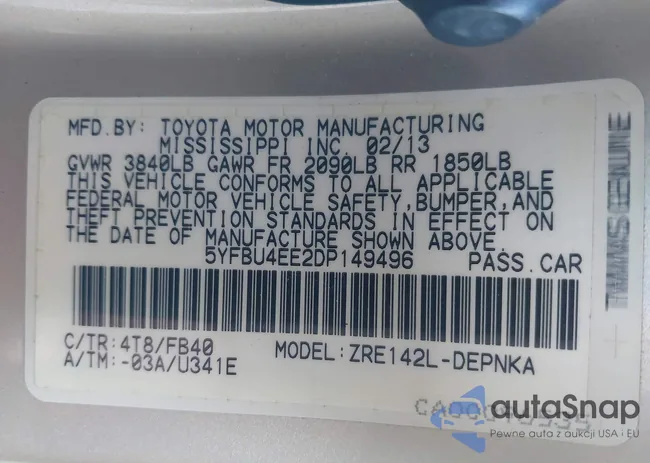 MFD.BY: TOYOTA MOTOR MANUFACTURING
MISSISSIPPI INC. 02/13
GVWR 3840LB GAWR FR 2090LB RR 1850LB
THIS VEHICLE CONFORMS TO ALL APPLICABLE
FEDERAL MOTOR VEHICLE SAFETY,BUMPER,AND
THEFT PREVENTION STANDARDS IN EFFECT ON
THE DATE OF MANUFACTURE SHOWN ABOVE.
5YFBU4EE2DP149496 PASS.CAR
C/TR:4T8/FB40
A/TM:-03A/U341E
MODEL:ZRE142L-DEPNKA
GENUINE
autoSnap
Pewne auta z aukcji USA i EU